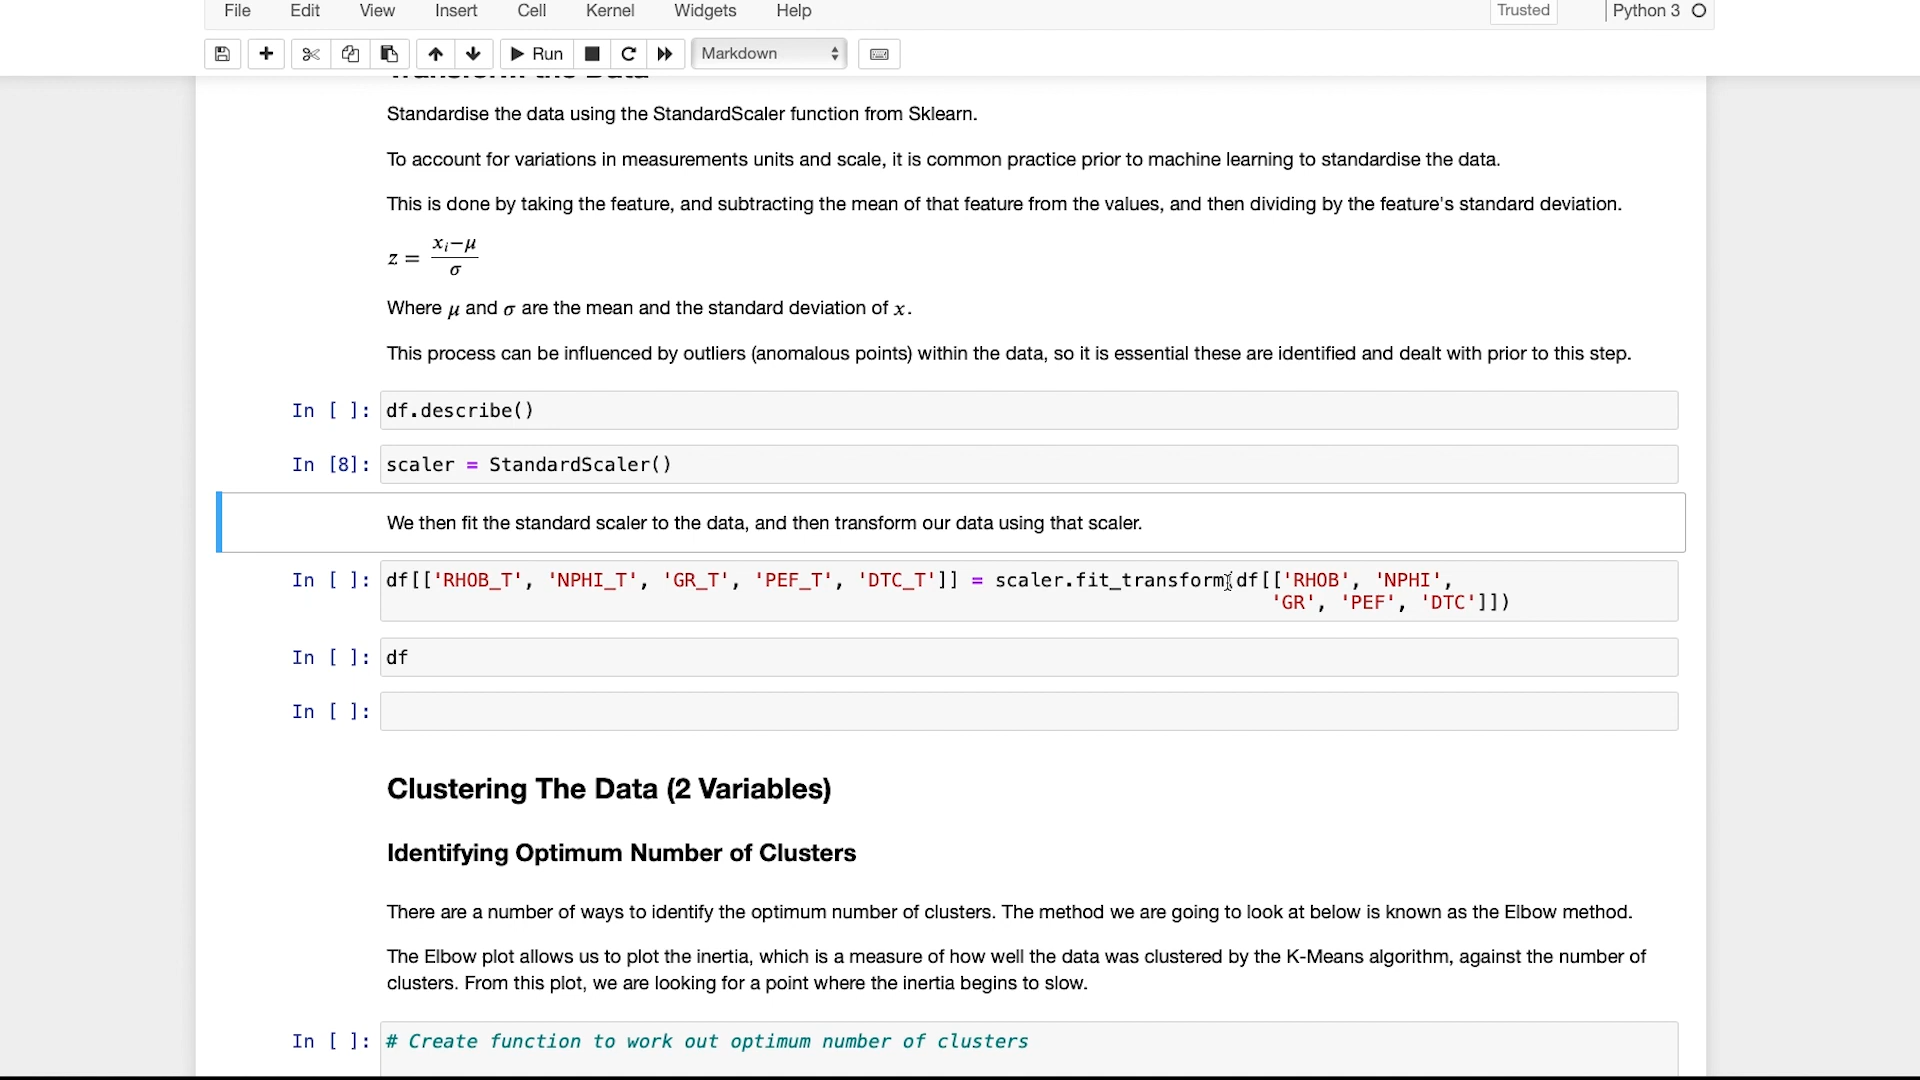 File Edit View Insert Cell Kernel Widgets Help Trusted Python 3
Run Markdown
Transform the Data
Standardise the data using the StandardScaler function from Sklearn.
To account for variations in measurements units and scale, it is common practice prior to machine learning to standardise the data.
This is done by taking the feature, and subtracting the mean of that feature from the values, and then dividing by the feature's standard deviation.
z = xᵢ−μ / σ
Where μ and σ are the mean and the standard deviation of x.
This process can be influenced by outliers (anomalous points) within the data, so it is essential these are identified and dealt with prior to this step.
In [ ]: df.describe()
In [8]: scaler = StandardScaler()
We then fit the standard scaler to the data, and then transform our data using that scaler.
In [ ]: df[['RHOB_T', 'NPHI_T', 'GR_T', 'PEF_T', 'DTC_T']] = scaler.fit_transform(df[['RHOB', 'NPHI',
'GR', 'PEF', 'DTC']])
In [ ]: df
In [ ]:
Clustering The Data (2 Variables)
Identifying Optimum Number of Clusters
There are a number of ways to identify the optimum number of clusters. The method we are going to look at below is known as the Elbow method.
The Elbow plot allows us to plot the inertia, which is a measure of how well the data was clustered by the K-Means algorithm, against the number of
clusters. From this plot, we are looking for a point where the inertia begins to slow.
In [ ]: # Create function to work out optimum number of clusters